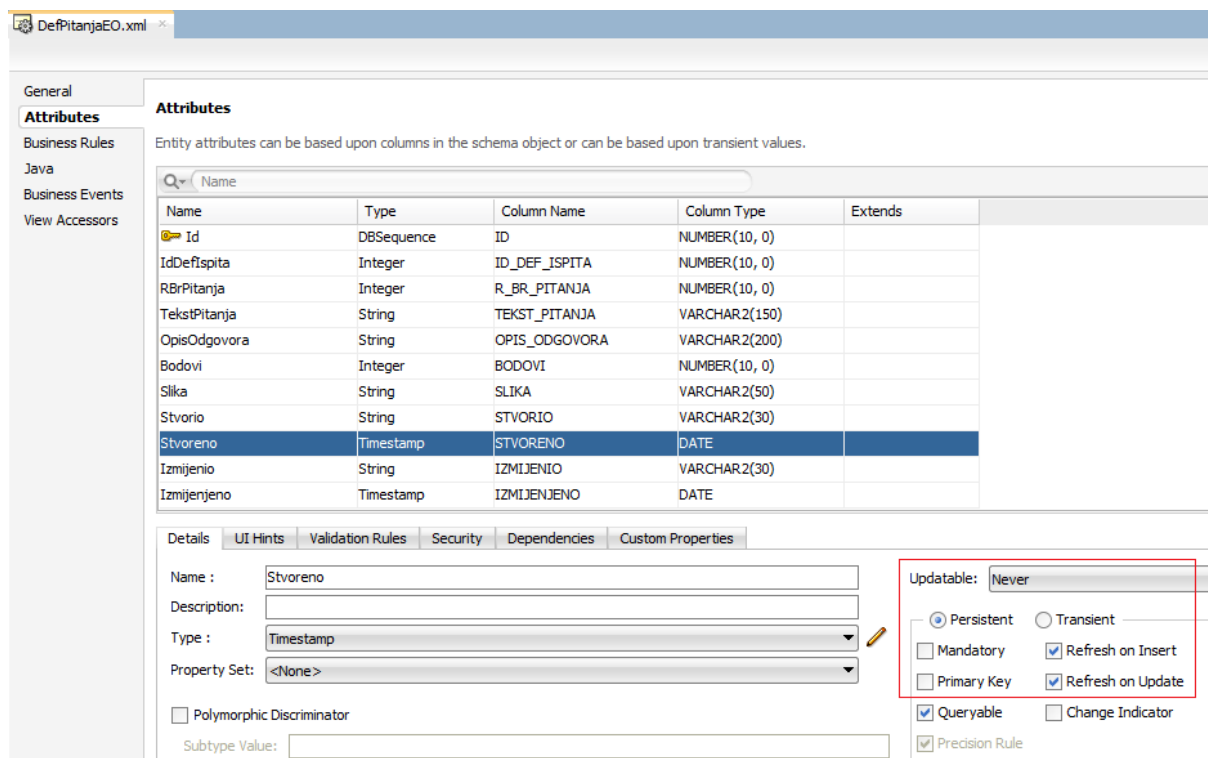 DefPitanjaEO.xml
General
Attributes
Business Rules
Java
Business Events
View Accessors
Attributes
Entity attributes can be based upon columns in the schema object or can be based upon transient values.
Name
Name Type Column Name Column Type Extends
Id DBSequence ID NUMBER(10, 0)
IdDefIspita Integer ID_DEF_ISPITA NUMBER(10, 0)
RBrPitanja Integer R_BR_PITANJA NUMBER(10, 0)
TekstPitanja String TEKST_PITANJA VARCHAR2(150)
OpisOdgovora String OPIS_ODGOVORA VARCHAR2(200)
Bodovi Integer BODOVI NUMBER(10, 0)
Slika String SLIKA VARCHAR2(50)
Stvorio String STVORIO VARCHAR2(30)
Stvoreno Timestamp STVORENO DATE
Izmijenio String IZMIJENIO VARCHAR2(30)
Izmijenjeno Timestamp IZMIJENJENO DATE
Details UI Hints Validation Rules Security Dependencies Custom Properties
Name : Stvoreno
Description:
Type : Timestamp
Property Set: <None>
Polymorphic Discriminator
Subtype Value:
Updatable: Never
Persistent Transient
Mandatory Refresh on Insert
Primary Key Refresh on Update
Queryable Change Indicator
Precision Rule